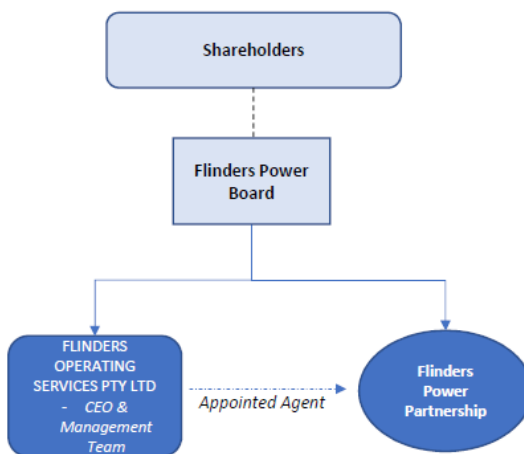 Shareholders
Flinders Power
Board
FLINDERS
OPERATING
SERVICES PTY LTD
- CEO &
Management
Team
Appointed Agent
Flinders
Power
Partnership